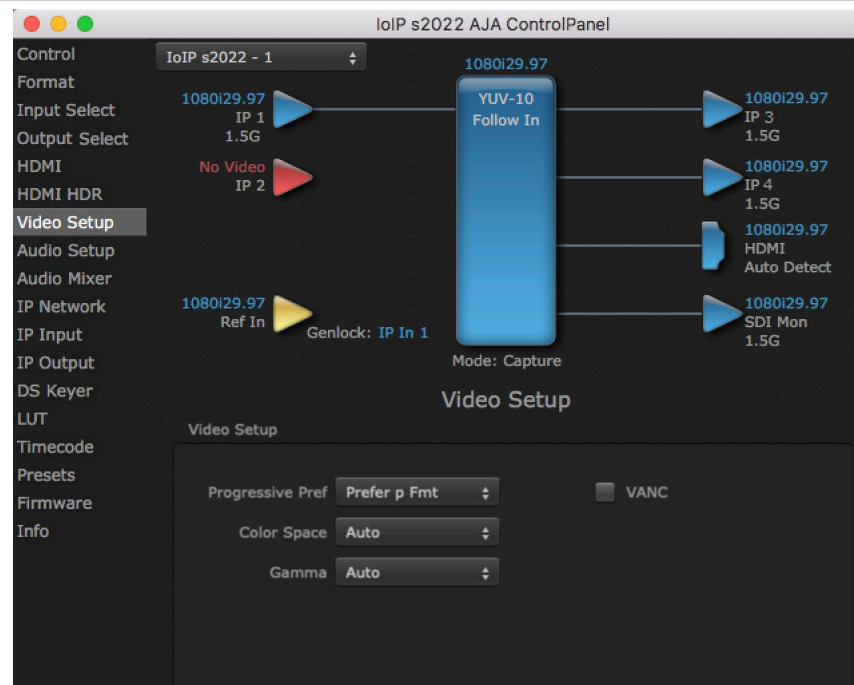 IoIP s2022 AJA ControlPanel
Control
Format
Input Select
Output Select
HDMI
HDMI HDR
Video Setup
Audio Setup
Audio Mixer
IP Network
IP Input
IP Output
DS Keyer
LUT
Timecode
Presets
Firmware
Info
IoIP s2022 - 1
1080i29.97
IP 1
1.5G
No Video
IP 2
1080i29.97
Ref In
Genlock: IP In 1
1080i29.97
YUV-10
Follow In
Mode: Capture
1080i29.97
IP 3
1.5G
1080i29.97
IP 4
1.5G
1080i29.97
HDMI
Auto Detect
1080i29.97
SDI Mon
1.5G
Video Setup
Video Setup
Progressive Pref Prefer p Fmt VANC
Color Space Auto
Gamma Auto